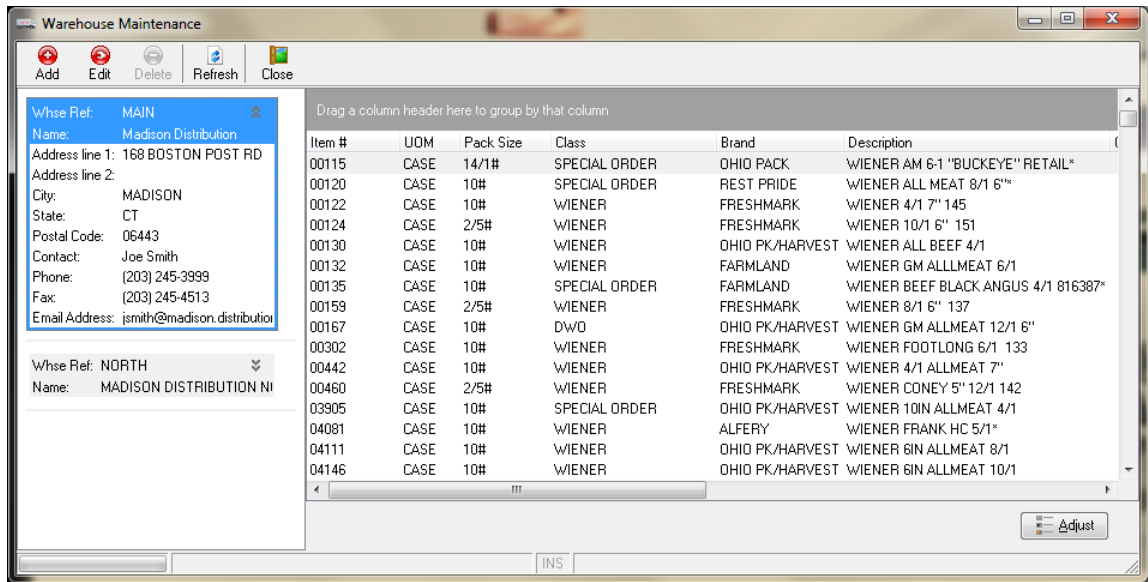 Warehouse Maintenance
Add Edit Delete Refresh Close
Whse Ref: MAIN
Name: Madison Distribution
Address line 1: 168 BOSTON POST RD
Address line 2:
City: MADISON
State: CT
Postal Code: 06443
Contact: Joe Smith
Phone: (203) 245-3999
Fax: (203) 245-4513
Email Address: jsmith@madison.distribution
Whse Ref: NORTH
Name: MADISON DISTRIBUTION
Drag a column header here to group by that column
Item # UOM Pack Size Class Brand Description
00115 CASE 14/1# SPECIAL ORDER OHIO PACK WIENER AM 6-1 "BUCKEYE" RETAIL*
00120 CASE 10# SPECIAL ORDER REST PRIDE WIENER ALL MEAT 8/1 6"*
00122 CASE 10# WIENER FRESHMARK WIENER 4/1 7" 145
00124 CASE 2/5# WIENER FRESHMARK WIENER 10/1 6" 151
00130 CASE 10# WIENER OHIO PK/HARVEST WIENER ALL BEEF 4/1
00132 CASE 10# WIENER FARMLAND WIENER GM ALLLMEAT 6/1
00135 CASE 10# SPECIAL ORDER FARMLAND WIENER BEEF BLACK ANGUS 4/1 816387*
00159 CASE 2/5# WIENER FRESHMARK WIENER 8/1 6" 137
00167 CASE 10# DWO OHIO PK/HARVEST WIENER GM ALLMEAT 12/1 6"
00302 CASE 10# WIENER FRESHMARK WIENER FOOTLONG 6/1 133
00442 CASE 10# WIENER OHIO PK/HARVEST WIENER 4/1 ALLMEAT 7"
00460 CASE 2/5# WIENER FRESHMARK WIENER CONEY 5" 12/1 142
03905 CASE 10# SPECIAL ORDER OHIO PK/HARVEST WIENER 10IN ALLMEAT 4/1
04081 CASE 10# WIENER ALFERY WIENER FRANK HC 5/1*
04111 CASE 10# WIENER OHIO PK/HARVEST WIENER 6IN ALLMEAT 8/1
04146 CASE 10# WIENER OHIO PK/HARVEST WIENER 6IN ALLMEAT 10/1
Adjust
INS